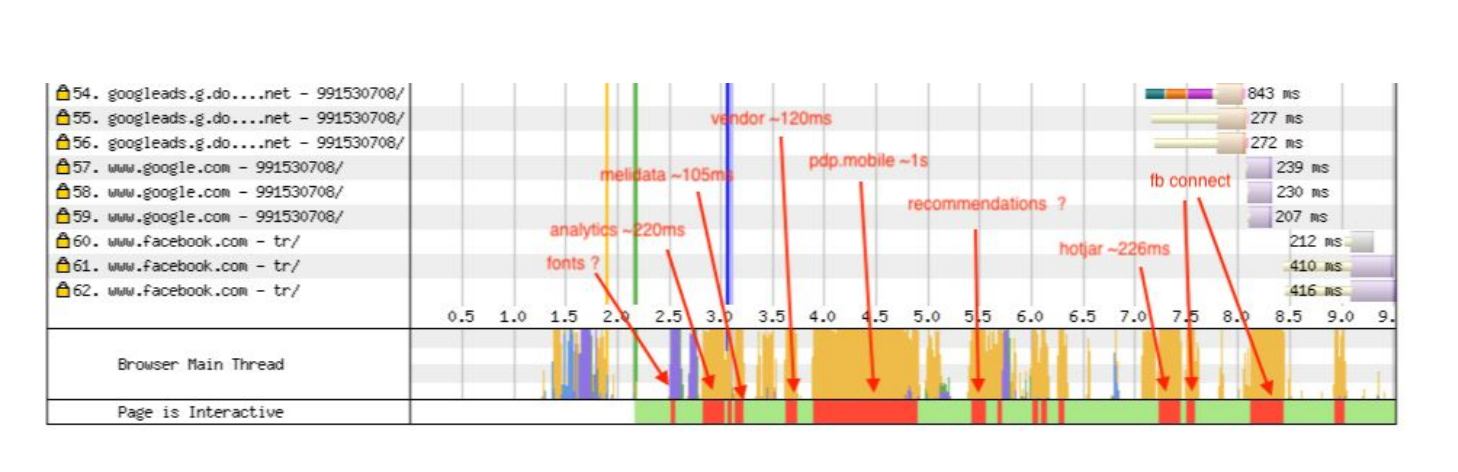 54. googleads.g.do....net - 991530708/ 843 ms
55. googleads.g.do....net - 991530708/ 277 ms
56. googleads.g.do....net - 991530708/ 272 ms
57. www.google.com - 991530708/ 239 ms
58. www.google.com - 991530708/ 230 ms
59. www.google.com - 991530708/ 207 ms
60. www.facebook.com - tr/ 212 ms
61. www.facebook.com - tr/ 410 ms
62. www.facebook.com - tr/ 416 ms
vendor ~120ms
pdp.mobile ~1s
melidata ~105ms
fb connect
recommendations ?
analytics ~220ms
hotjar ~226ms
fonts ?
0.5 1.0 1.5 2.0 2.5 3.0 3.5 4.0 4.5 5.0 5.5 6.0 6.5 7.0 7.5 8.0 8.5 9.0 9.
Browser Main Thread
Page is Interactive